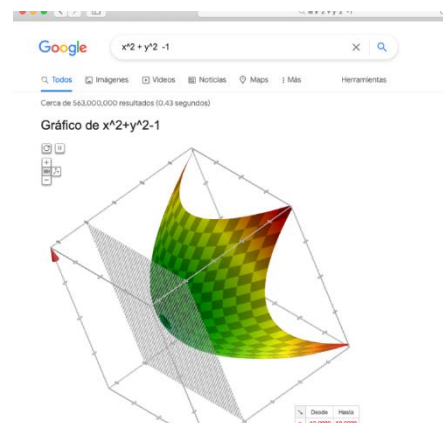 Google
x^2 + y^2 -1
Todos Imágenes Videos Noticias Maps Más Herramientas
Cerca de 563,000,000 resultados (0.43 segundos)
Gráfico de x^2+y^2-1
Desde Hasta